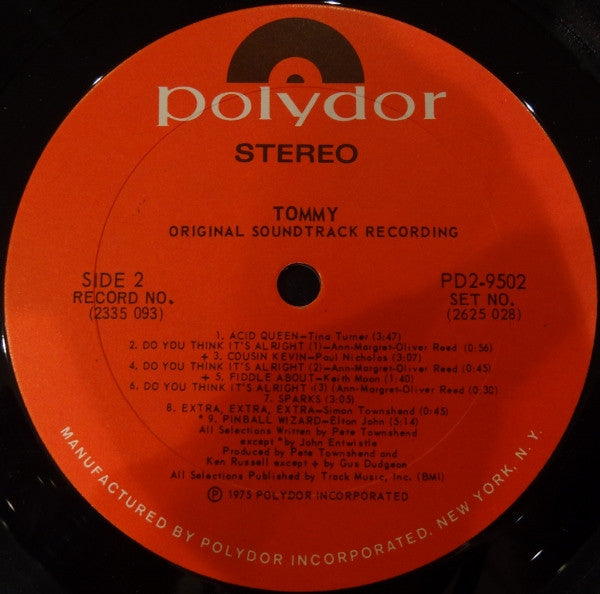 polydor
STEREO
TOMMY
ORIGINAL SOUNDTRACK RECORDING
SIDE 2
RECORD NO.
(2335 093)
PD2-9502
SET NO.
(2625 028)
1. ACID QUEEN—Tina Turner (3:47)
2. DO YOU THINK IT'S ALRIGHT (1)—Ann-Margret-Oliver Reed (0:56)
+ 3. COUSIN KEVIN—Paul Nicholas (3:07)
4. DO YOU THINK IT'S ALRIGHT (2)—Ann-Margret-Oliver Reed (0:45)
+ 5. FIDDLE ABOUT—Keith Moon (1:40)
6. DO YOU THINK IT'S ALRIGHT (3) (Ann-Margret-Oliver Reed (0:30)
7. SPARKS (3:05)
8. EXTRA, EXTRA, EXTRA—Simon Townshend (0:45)
* 9. PINBALL WIZARD—Elton John (5:14)
All Selections Written by Pete Townshend
except * by John Entwistle
Produced by Pete Townshend and
Ken Russell except + by Gus Dudgeon
All Selections Published by Track Music, Inc. (BMI)
℗ 1975 POLYDOR INCORPORATED
MANUFACTURED BY POLYDOR INCORPORATED. NEW YORK, N.Y.